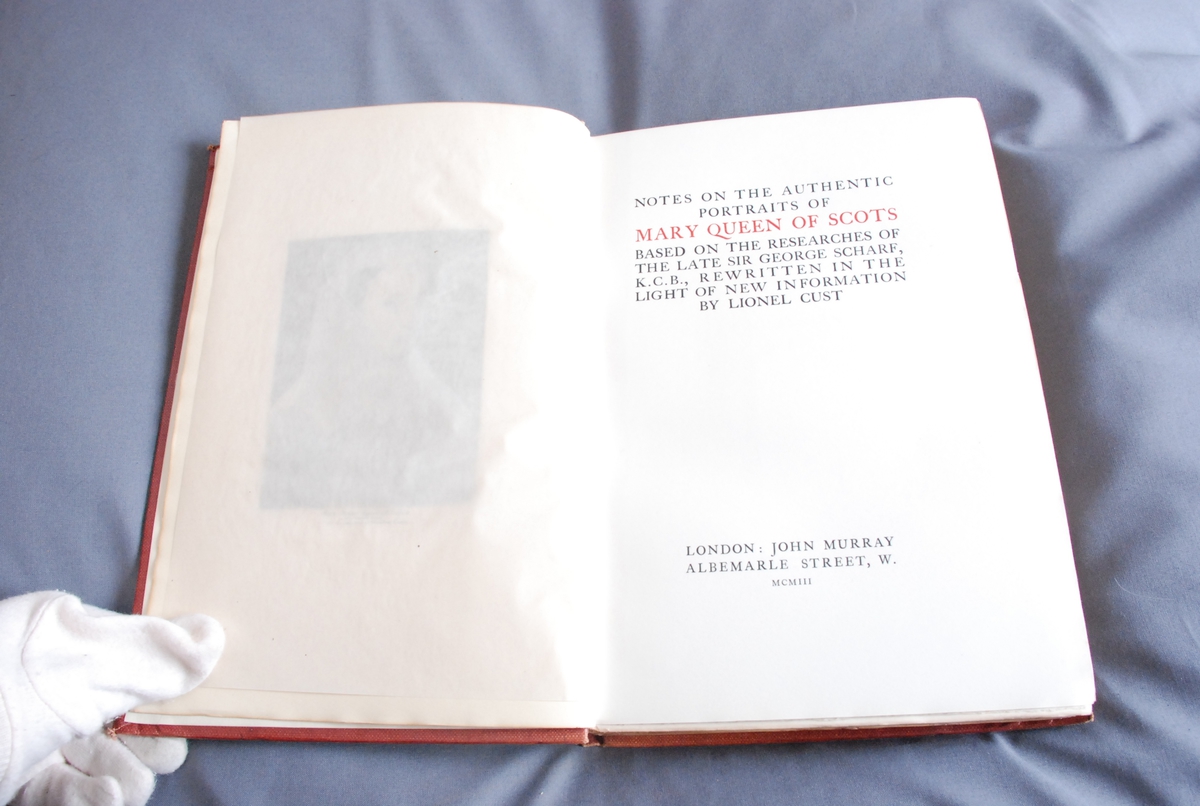 NOTES ON THE AUTHENTIC
PORTRAITS OF
MARY QUEEN OF SCOTS
BASED ON THE RESEARCHES OF
THE LATE SIR GEORGE SCHARF,
K.C.B., REWRITTEN IN THE
LIGHT OF NEW INFORMATION
BY LIONEL CUST
LONDON: JOHN MURRAY
ALBEMARLE STREET, W.
MCMIII